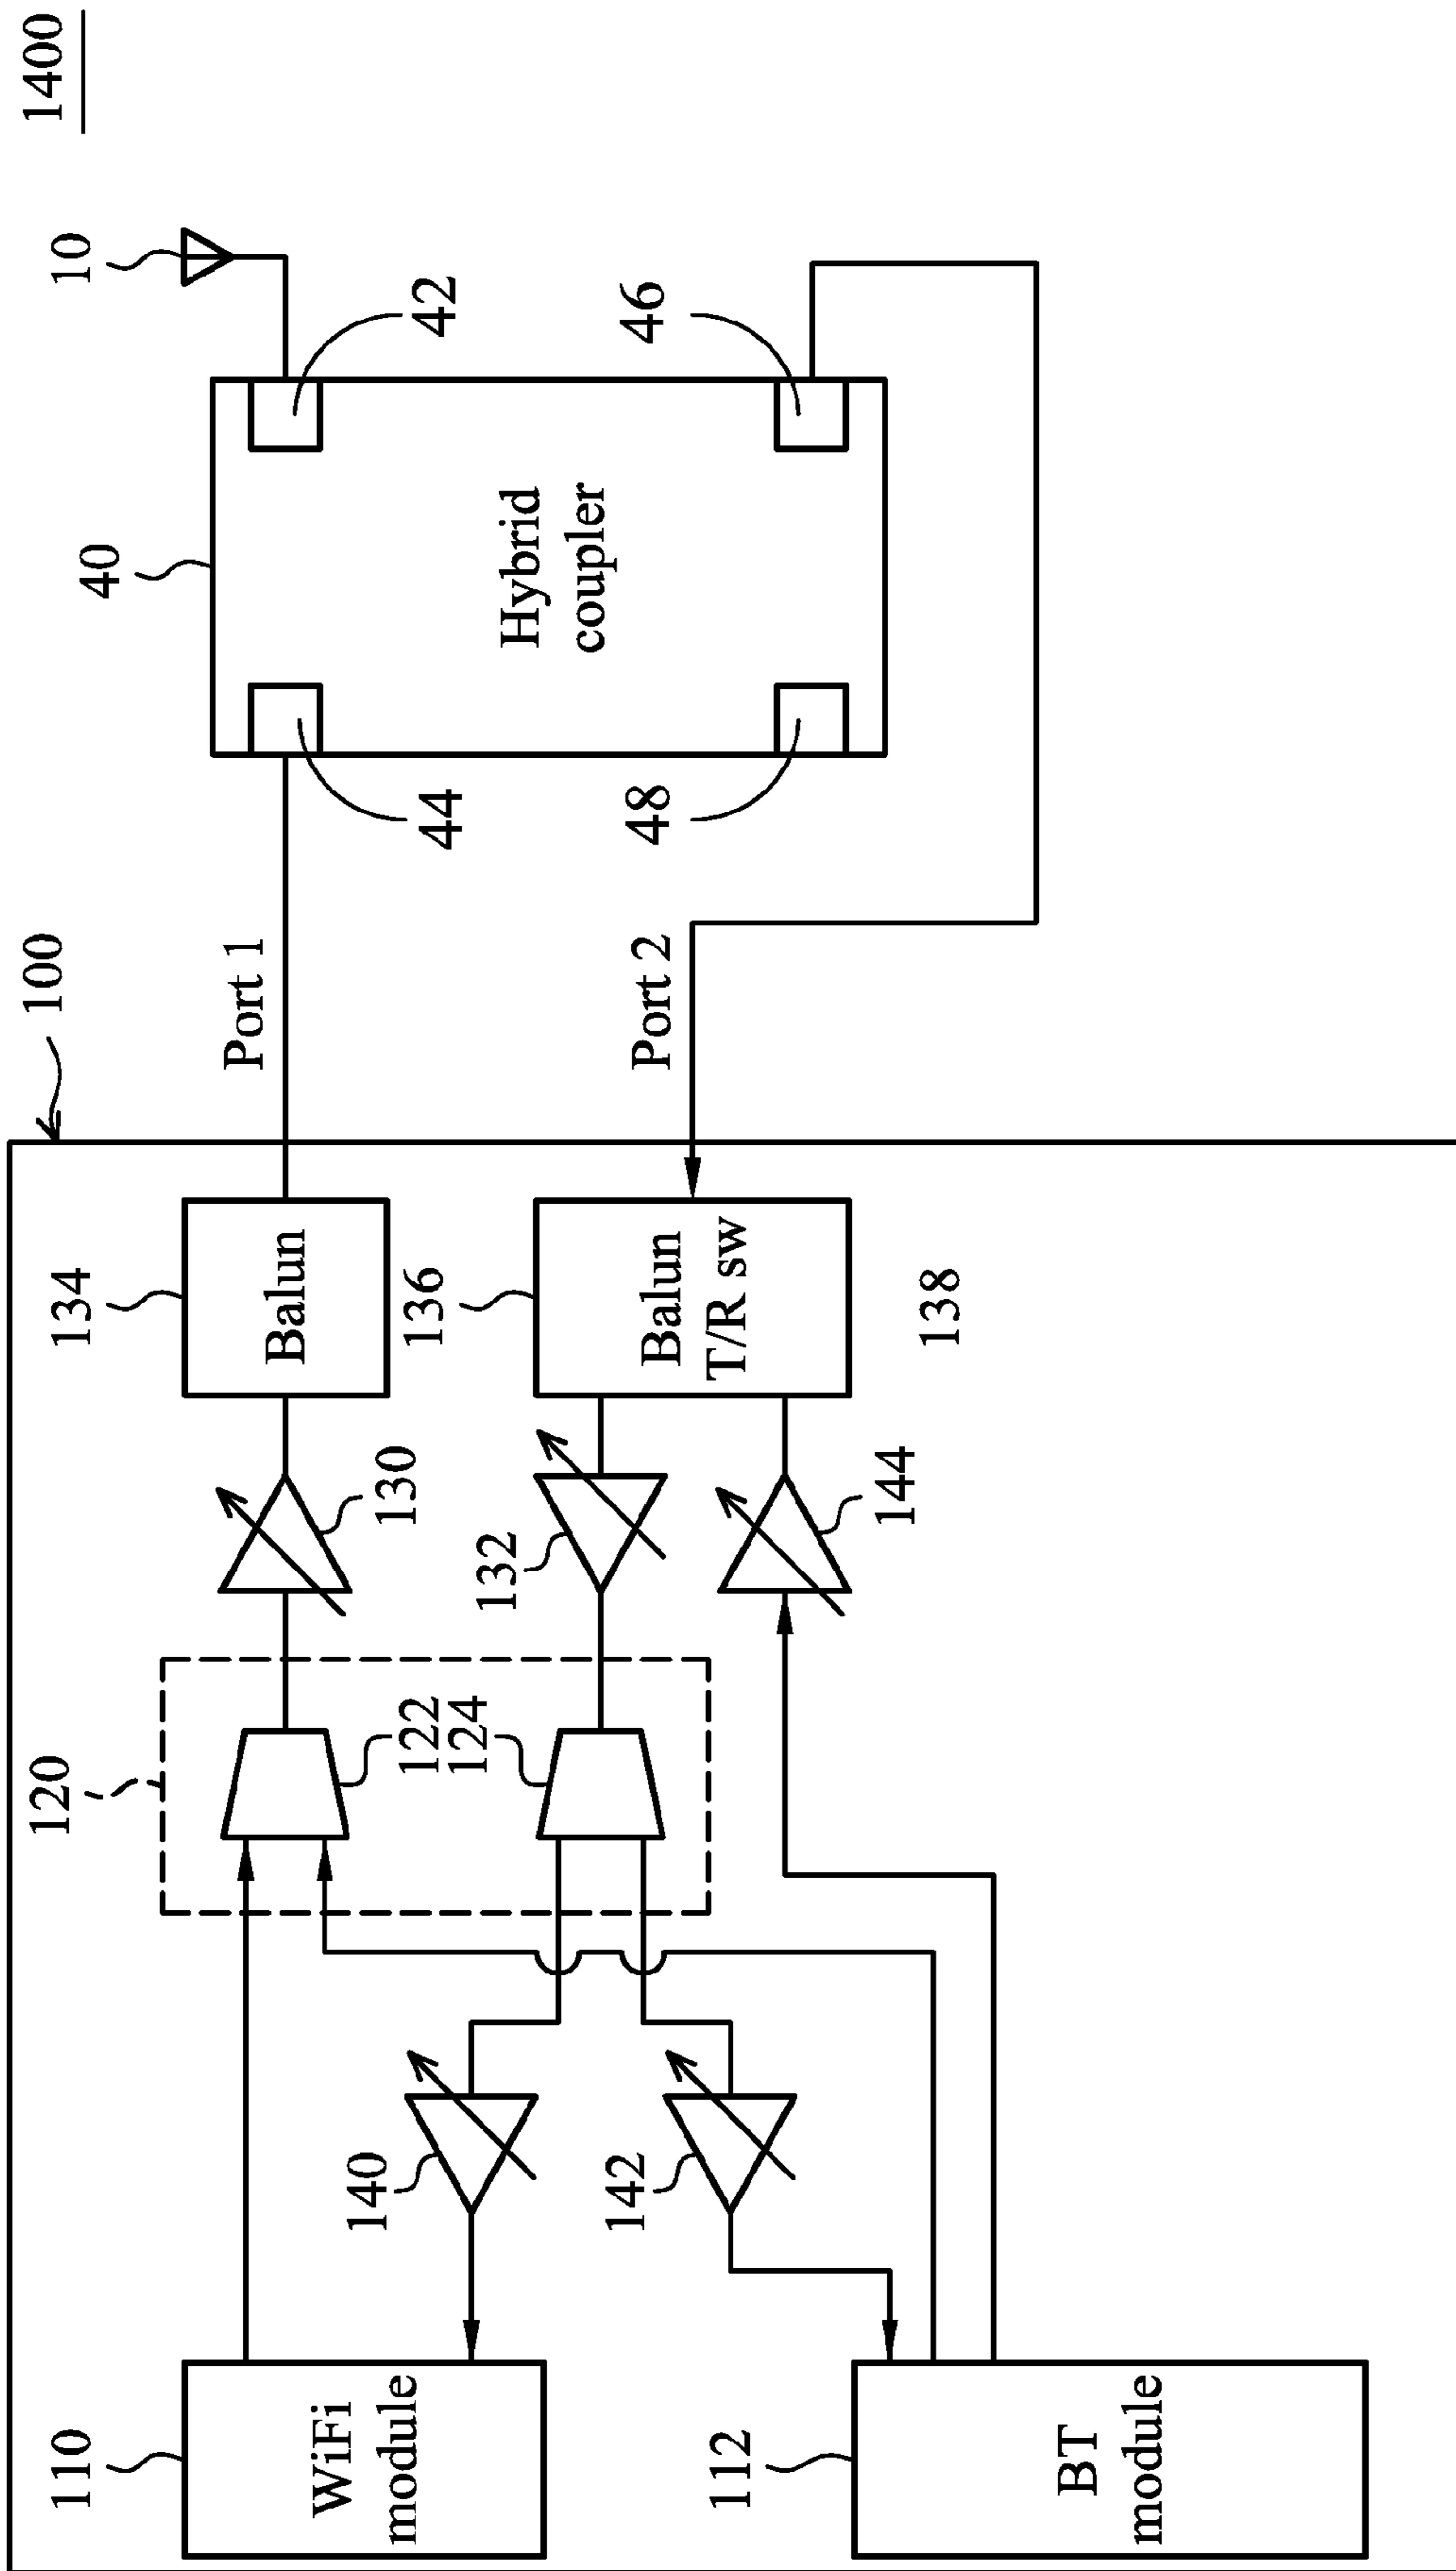 1400
100
10
40
42
44
46
48
Hybrid
coupler
Port 1
Port 2
134
Balun
136
Balun
T/R sw
138
130
132
144
120
122
124
140
142
110
WiFi
module
112
BT
module